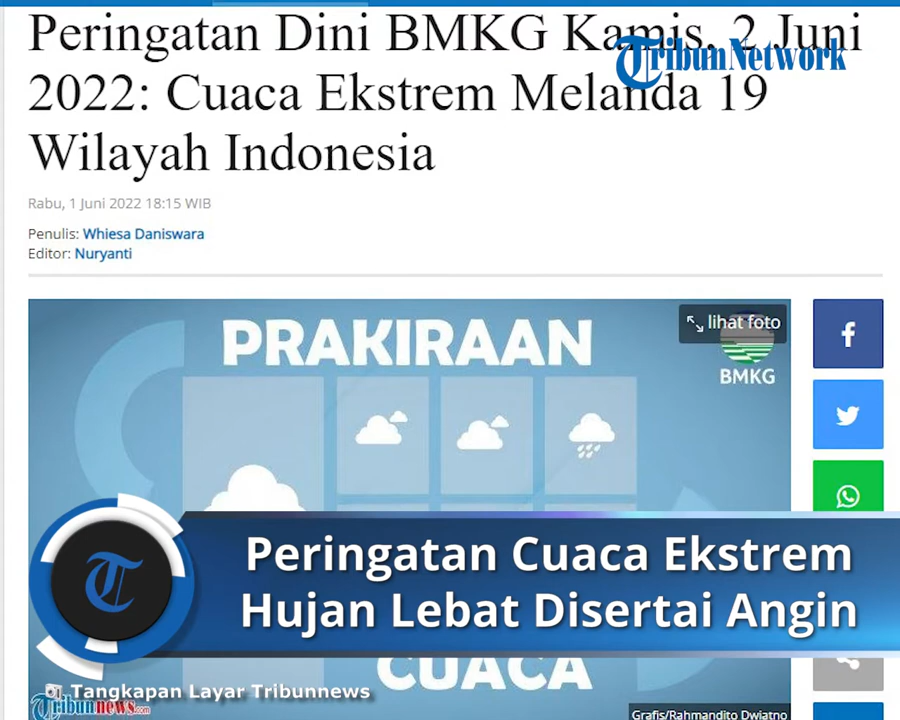 Peringatan Dini BMKG Kamis, 2 Juni
TribunNetwork
2022: Cuaca Ekstrem Melanda 19
Wilayah Indonesia
Rabu, 1 Juni 2022 18:15 WIB
Penulis: Whiesa Daniswara
Editor: Nuryanti
lihat foto
PRAKIRAAN
BMKG
Peringatan Cuaca Ekstrem
Hujan Lebat Disertai Angin
CUACA
Tangkapan Layar Tribunnews
Tribunnews.com
Grafis/Rahmandito Dwiatno